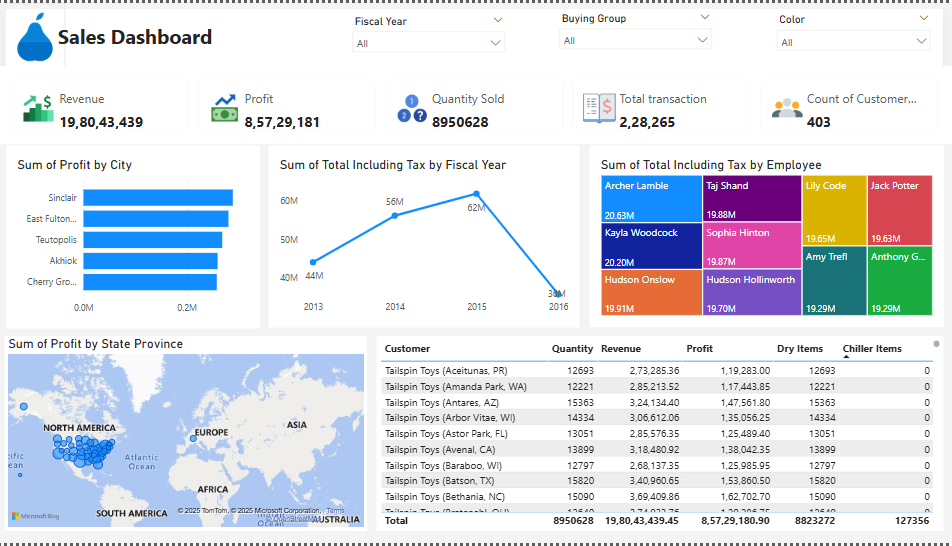 Sales Dashboard
Fiscal Year
All
Buying Group
All
Color
All
Revenue
19,80,43,439
Profit
8,57,29,181
Quantity Sold
8950628
Total transaction
2,28,265
Count of Customer...
403
Sum of Profit by City
Sinclair
East Fulton...
Teutopolis
Akhiok
Cherry Gro...
0.0M 0.2M
Sum of Total Including Tax by Fiscal Year
60M
50M
40M
44M
56M
62M
2013 2014 2015 2016
Sum of Total Including Tax by Employee
Archer Lamble
20.63M
Kayla Woodcock
20.20M
Hudson Onslow
19.91M
Taj Shand
19.88M
Sophia Hinton
19.87M
Hudson Hollinworth
19.70M
Lily Code
19.65M
Jack Potter
19.63M
Amy Trefl
19.29M
Anthony G...
19.29M
Sum of Profit by State Province
NORTH AMERICA
EUROPE
ASIA
Atlantic
Ocean
AFRICA
SOUTH AMERICA
AUSTRALIA
Microsoft Bing
© 2025 TomTom, © 2025 Microsoft Corporation, Terms
© OpenStreetMap
Customer Quantity Revenue Profit Dry Items Chiller Items
Tailspin Toys (Aceitunas, PR) 12693 2,73,285.36 1,19,283.00 12693 0
Tailspin Toys (Amanda Park, WA) 12221 2,85,213.52 1,17,443.85 12221 0
Tailspin Toys (Antares, AZ) 15363 3,24,134.40 1,47,561.80 15363 0
Tailspin Toys (Arbor Vitae, WI) 14334 3,06,612.06 1,35,056.25 14334 0
Tailspin Toys (Astor Park, FL) 13051 2,85,576.35 1,25,489.40 13051 0
Tailspin Toys (Avenal, CA) 13899 3,18,480.92 1,38,042.35 13899 0
Tailspin Toys (Baraboo, WI) 12797 2,68,137.35 1,25,985.95 12797 0
Tailspin Toys (Batson, TX) 15820 3,40,960.65 1,53,860.50 15820 0
Tailspin Toys (Bethania, NC) 15090 3,69,409.86 1,62,702.70 15090 0
Total 8950628 19,80,43,439.45 8,57,29,180.90 8823272 127356